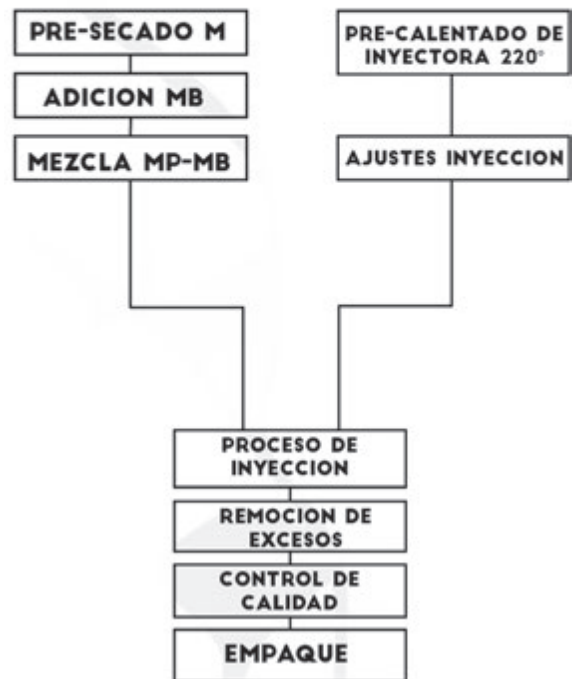 PRE-SECADO M
ADICION MB
MEZCLA MP-MB
PRE-CALENTADO DE
INYECTORA 220°
AJUSTES INYECCION
PROCESO DE
INYECCION
REMOCION DE
EXCESOS
CONTROL DE
CALIDAD
EMPAQUE